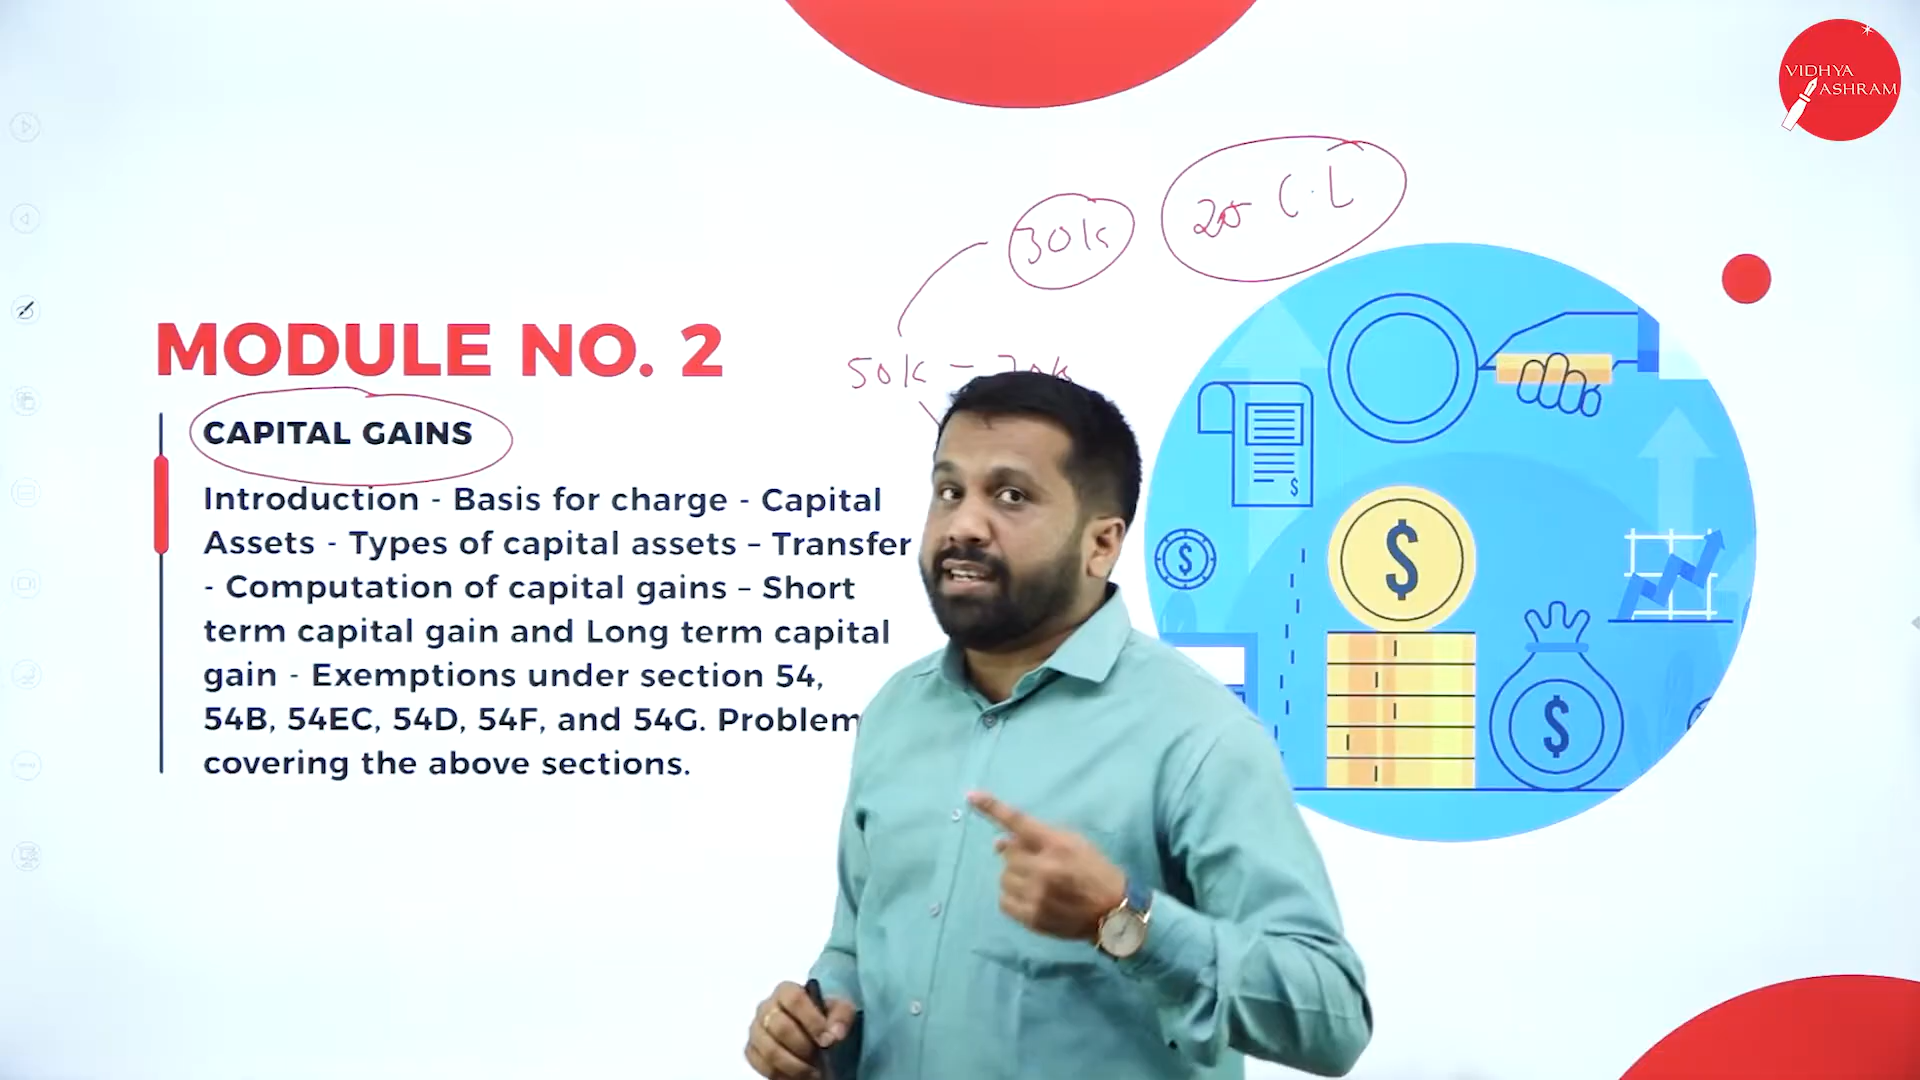 VIDHYA
ASHRAM
30k
20 C.L
50k -
MODULE NO. 2
CAPITAL GAINS
Introduction - Basis for charge - Capital
Assets - Types of capital assets – Transfer
- Computation of capital gains – Short
term capital gain and Long term capital
gain - Exemptions under section 54,
54B, 54EC, 54D, 54F, and 54G. Problem
covering the above sections.
$
$
$
$